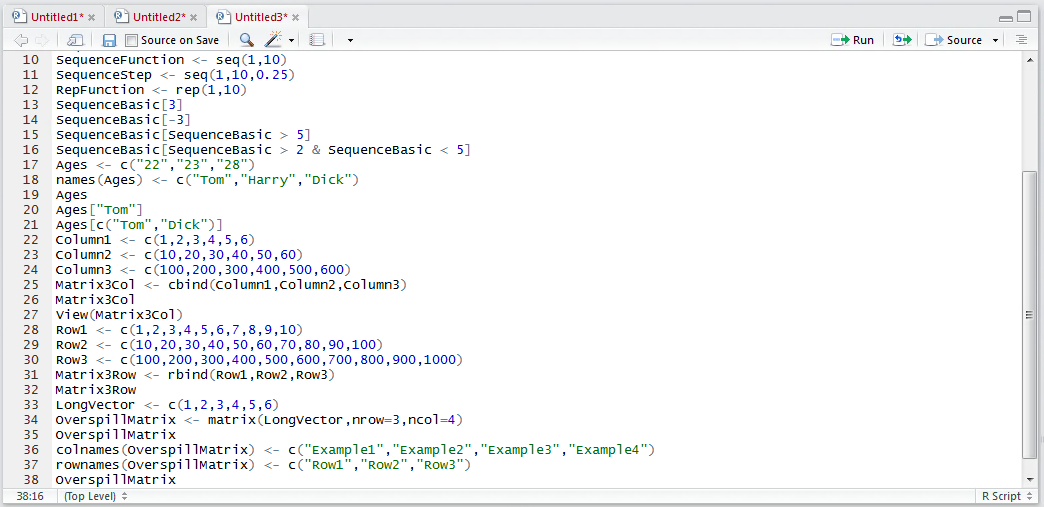 Untitled1* Untitled2* Untitled3*
Source on Save Run Source
10 SequenceFunction <- seq(1,10)
11 SequenceStep <- seq(1,10,0.25)
12 RepFunction <- rep(1,10)
13 SequenceBasic[3]
14 SequenceBasic[-3]
15 SequenceBasic[SequenceBasic > 5]
16 SequenceBasic[SequenceBasic > 2 & SequenceBasic < 5]
17 Ages <- c("22","23","28")
18 names(Ages) <- c("Tom","Harry","Dick")
19 Ages
20 Ages["Tom"]
21 Ages[c("Tom","Dick")]
22 Column1 <- c(1,2,3,4,5,6)
23 Column2 <- c(10,20,30,40,50,60)
24 Column3 <- c(100,200,300,400,500,600)
25 Matrix3Col <- cbind(Column1,Column2,Column3)
26 Matrix3Col
27 View(Matrix3Col)
28 Row1 <- c(1,2,3,4,5,6,7,8,9,10)
29 Row2 <- c(10,20,30,40,50,60,70,80,90,100)
30 Row3 <- c(100,200,300,400,500,600,700,800,900,1000)
31 Matrix3Row <- rbind(Row1,Row2,Row3)
32 Matrix3Row
33 LongVector <- c(1,2,3,4,5,6)
34 OverspillMatrix <- matrix(LongVector,nrow=3,ncol=4)
35 OverspillMatrix
36 colnames(OverspillMatrix) <- c("Example1","Example2","Example3","Example4")
37 rownames(OverspillMatrix) <- c("Row1","Row2","Row3")
38 OverspillMatrix
38:16 (Top Level) R Script